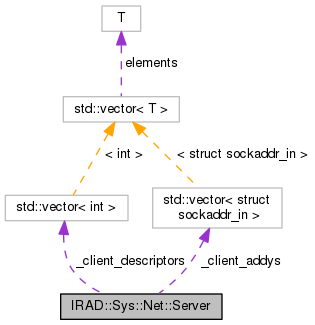 T
elements
std::vector< T >
< int >
< struct sockaddr_in >
std::vector< int >
std::vector< struct
sockaddr_in >
_client_descriptors
_client_addys
IRAD::Sys::Net::Server